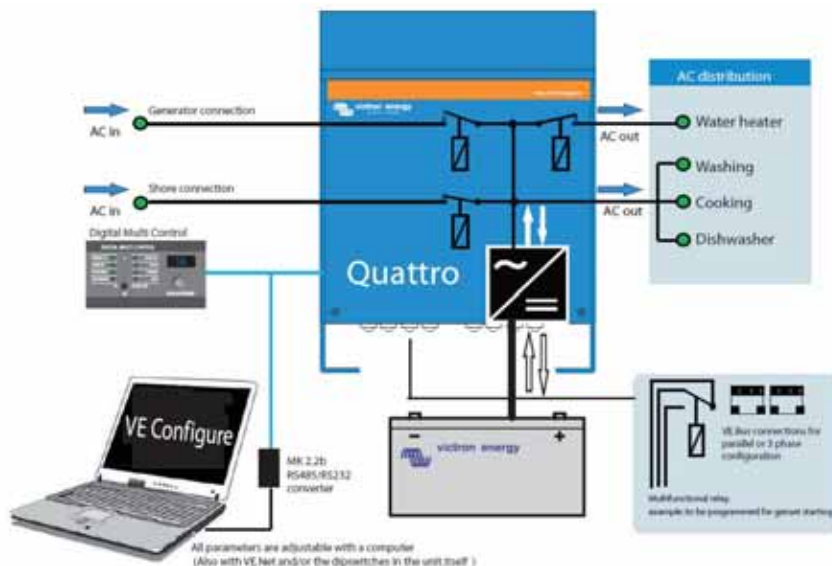 AC distribution
Generator connection
victron energy
AC in
AC out
Water heater
Washing
Shore connection
AC in
AC out
Cooking
Digital Multi Control
Dishwasher
Quattro
VE Configure
MK 2,2b
RS485/RS232
converter
- +
victron energy
VE.Bus connections for
parallel or 3 phase
configuration
Multifunctional relay
example to be programmed for genset starting
All parameters are adjustable with a computer
(Also with VE.Net and/or the dipswitches in the unit itself )